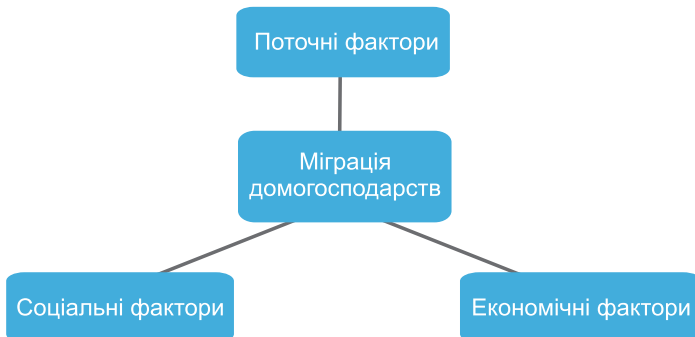 Поточні фактори
Міграція
домогосподарств
Соціальні фактори
Економічні фактори